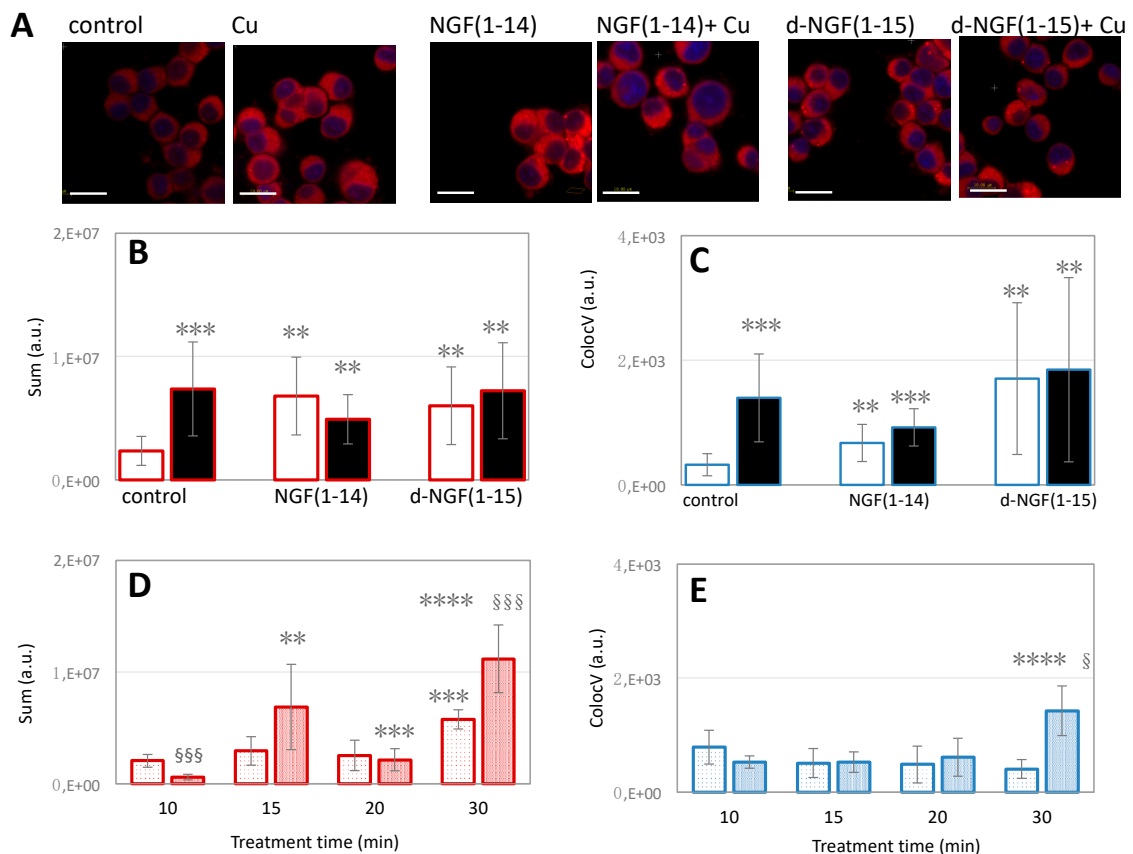 A
control Cu NGF(1-14) NGF(1-14)+ Cu d-NGF(1-15) d-NGF(1-15)+ Cu
B
Sum (a.u.)
2,E+07
1,E+07
0,E+00
***
**
**
**
**
control NGF(1-14) d-NGF(1-15)
C
ColocV (a.u.)
4,E+03
2,E+03
0,E+00
***
**
***
**
**
control NGF(1-14) d-NGF(1-15)
D
Sum (a.u.)
2,E+07
1,E+07
0,E+00
§§§
**
***
***
**** §§§
10 15 20 30
Treatment time (min)
E
ColocV (a.u.)
4,E+03
2,E+03
0,E+00
**** §
10 15 20 30
Treatment time (min)